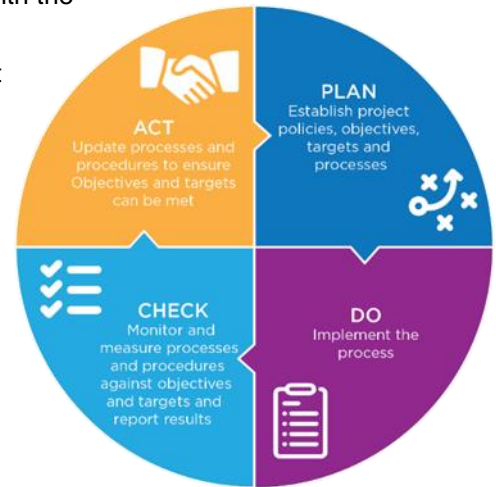 ith the
ACT
Update processes and
procedures to ensure
Objectives and targets
can be met
PLAN
Establish project
policies, objectives,
targets and
processes
CHECK
Monitor and
measure processes
and procedures
against objectives
and targets and
report results
DO
Implement the
process